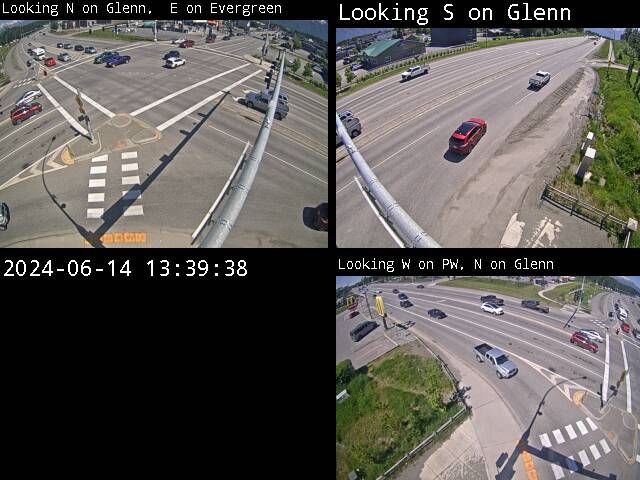 Looking N on Glenn,  E on Evergreen
Looking S on Glenn
2024-06-14 13:39:38
Looking W on PW, N on Glenn